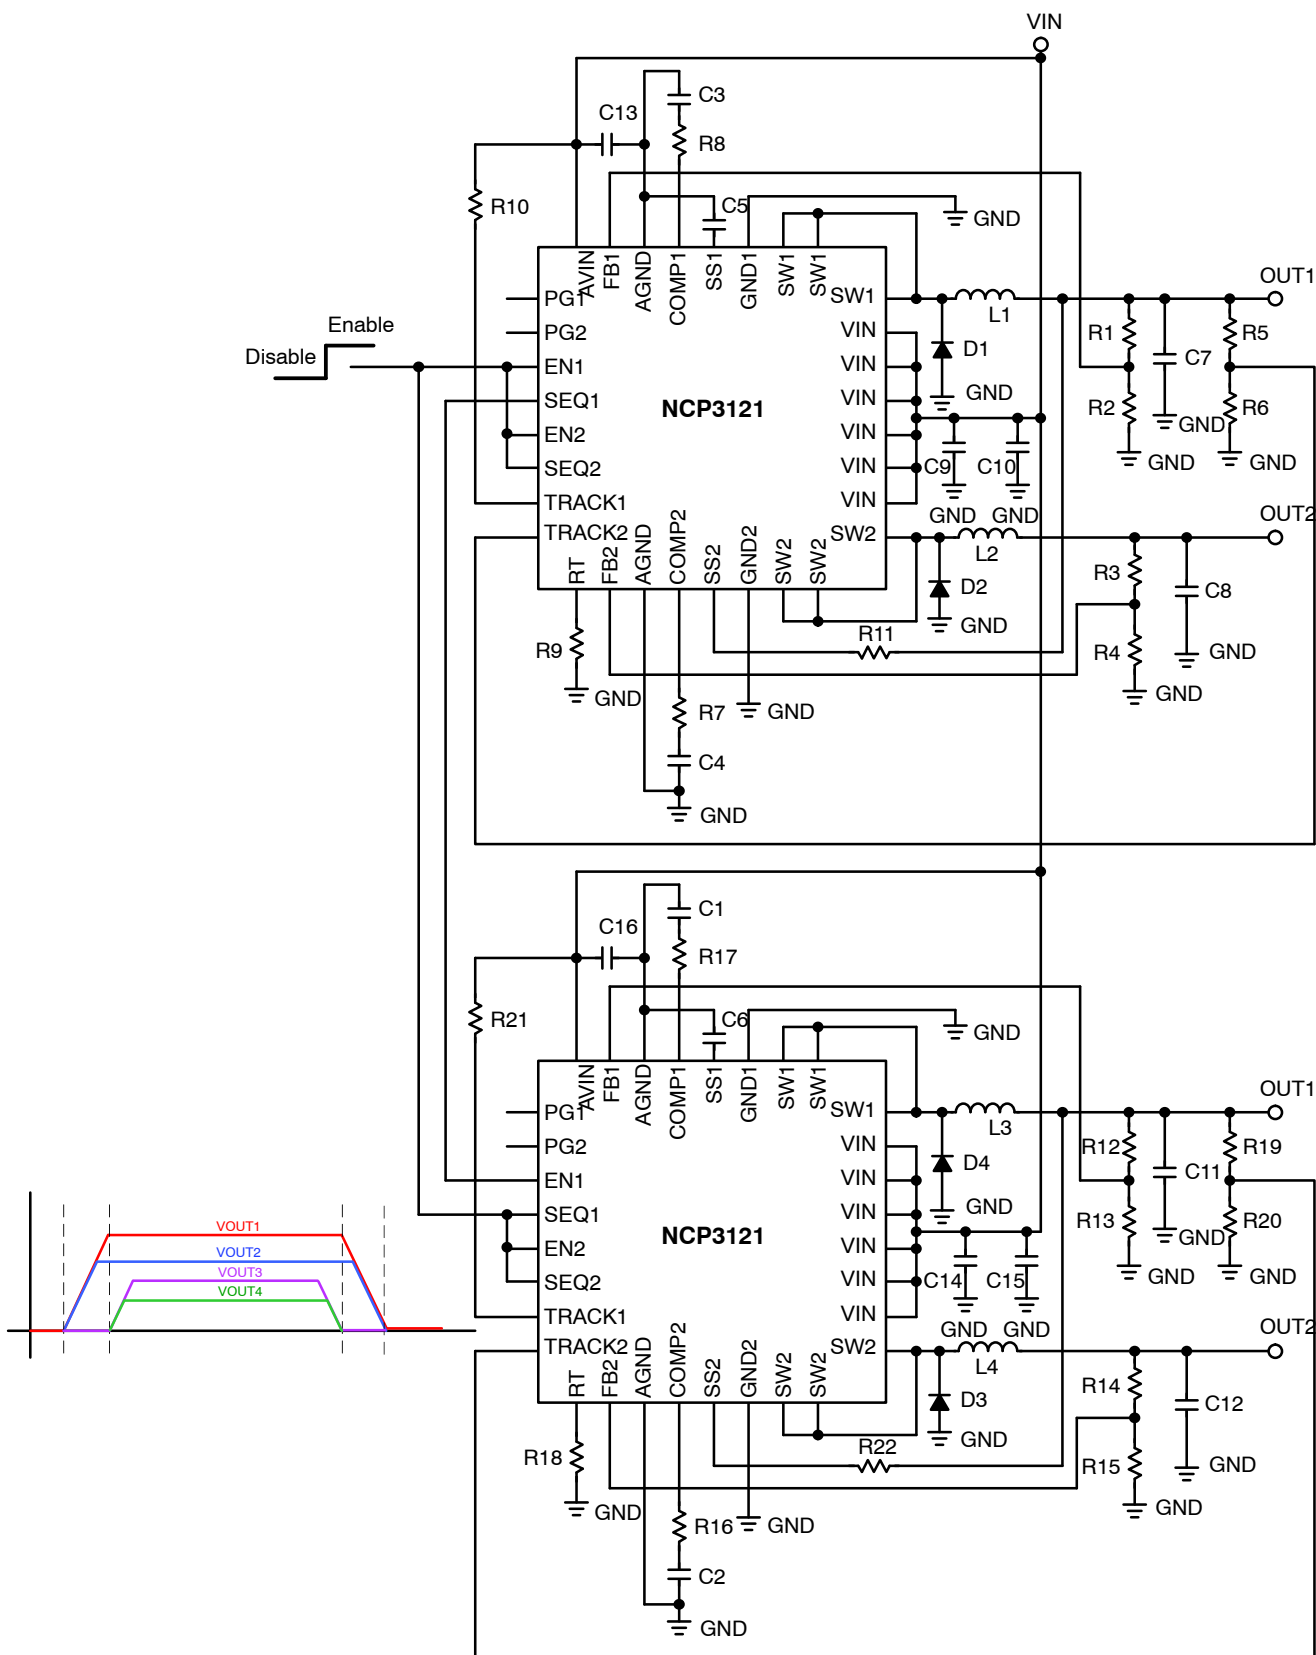 VIN
C3
C13
R8
R10
C5
GND
AVIN
FB1
AGND
COMP1
SS1
GND1
SW1
SW1
OUT1
PG1
SW1
L1
Enable
Disable
PG2
VIN
R1
R5
D1
C7
EN1
VIN
GND
SEQ1
NCP3121
VIN
R2
GND
R6
EN2
VIN
GND
GND
SEQ2
VIN
C9
C10
TRACK1
VIN
GND
GND
OUT2
TRACK2
SW2
L2
RT
FB2
AGND
COMP2
SS2
GND2
SW2
SW2
D2
R3
C8
GND
R11
R9
R4
GND
GND
GND
R7
GND
C4
GND
C1
C16
R17
R21
C6
GND
AVIN
FB1
AGND
COMP1
SS1
GND1
SW1
SW1
OUT1
PG1
SW1
L3
PG2
VIN
R12
R19
D4
C11
EN1
VIN
GND
SEQ1
NCP3121
VIN
R13
GND
R20
EN2
VIN
GND
GND
SEQ2
VIN
C14
C15
TRACK1
VIN
GND
GND
OUT2
TRACK2
SW2
L4
RT
FB2
AGND
COMP2
SS2
GND2
SW2
SW2
D3
R14
C12
GND
R22
R18
R15
GND
GND
GND
R16
GND
C2
GND
VOUT1
VOUT2
VOUT3
VOUT4